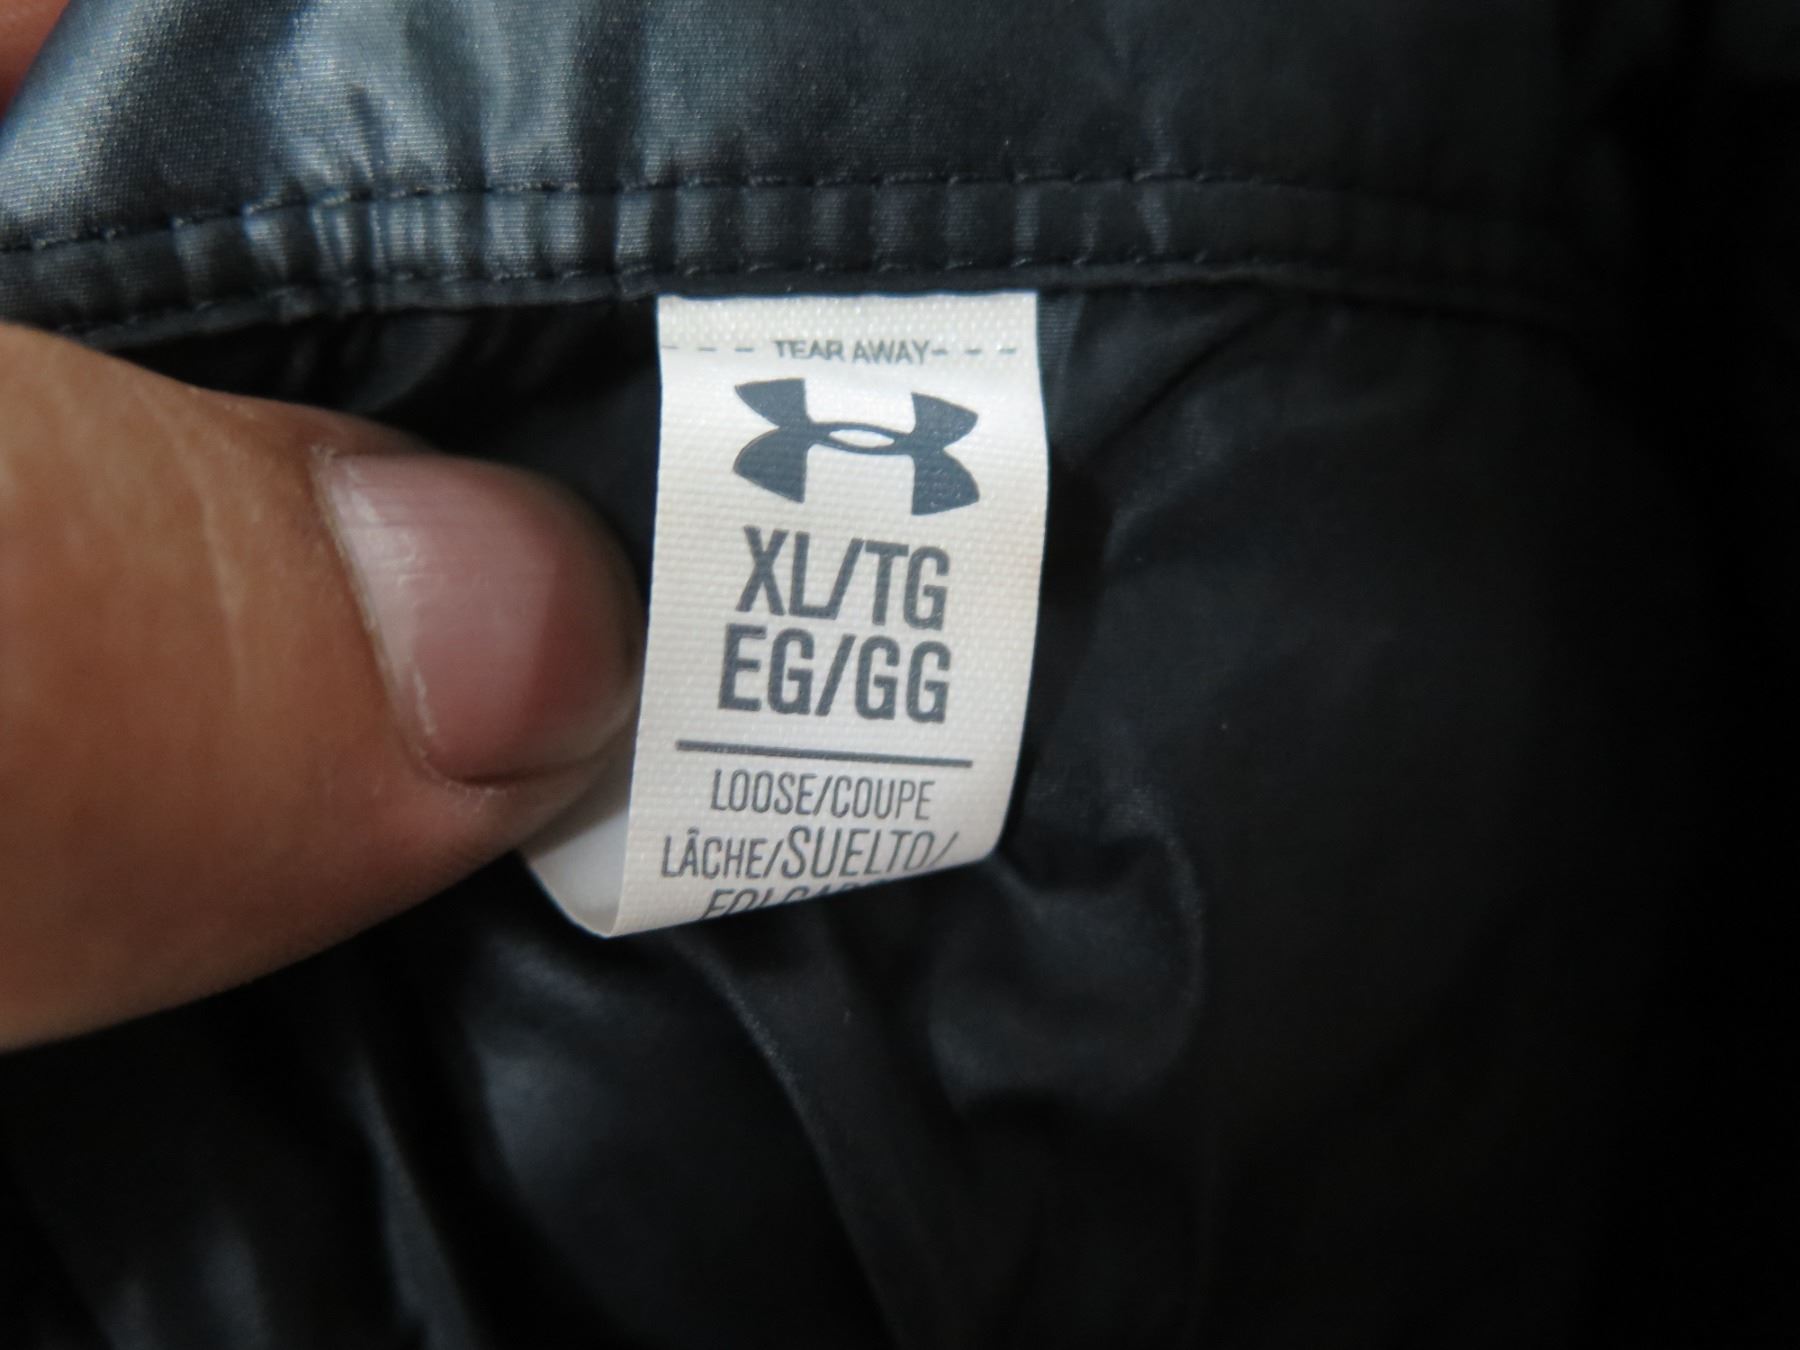 TEAR AWAY
XL/TG
EG/GG
LOOSE/COUPE
LÂCHE/SUELTO/